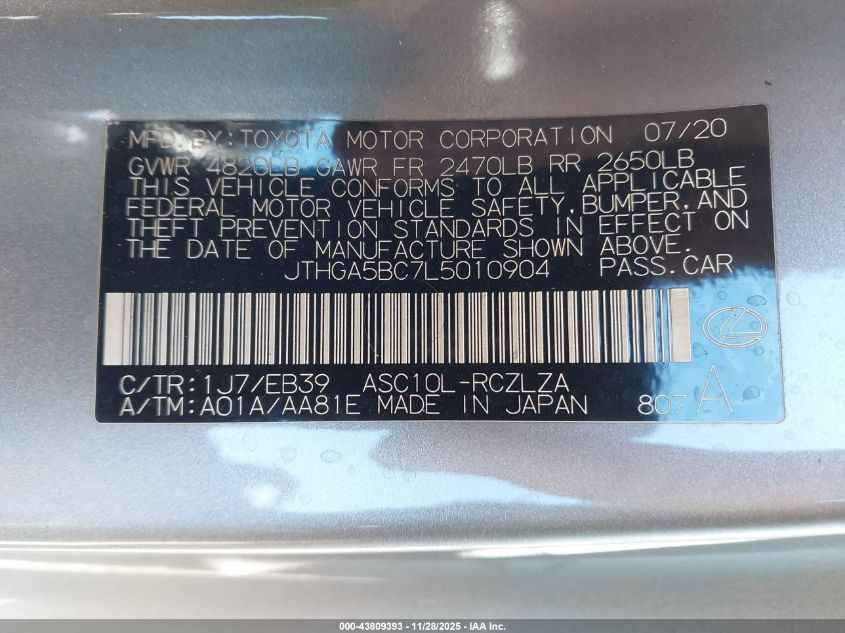 MFD. BY: TOYOTA MOTOR CORPORATION 07/20
GVWR 4820LB GAWR FR 2470LB RR 2650LB
THIS VEHICLE CONFORMS TO ALL APPLICABLE
FEDERAL MOTOR VEHICLE SAFETY, BUMPER, AND
THEFT PREVENTION STANDARDS IN EFFECT ON
THE DATE OF MANUFACTURE SHOWN ABOVE.
JTHGA5BC7L5010904 PASS. CAR
C/TR: 1J7/EB39 ASC10L-RCZLZA
A/TM: A01A/AA81E MADE IN JAPAN 807 A
000-43809393 — 11/28/2025 — IAA Inc.